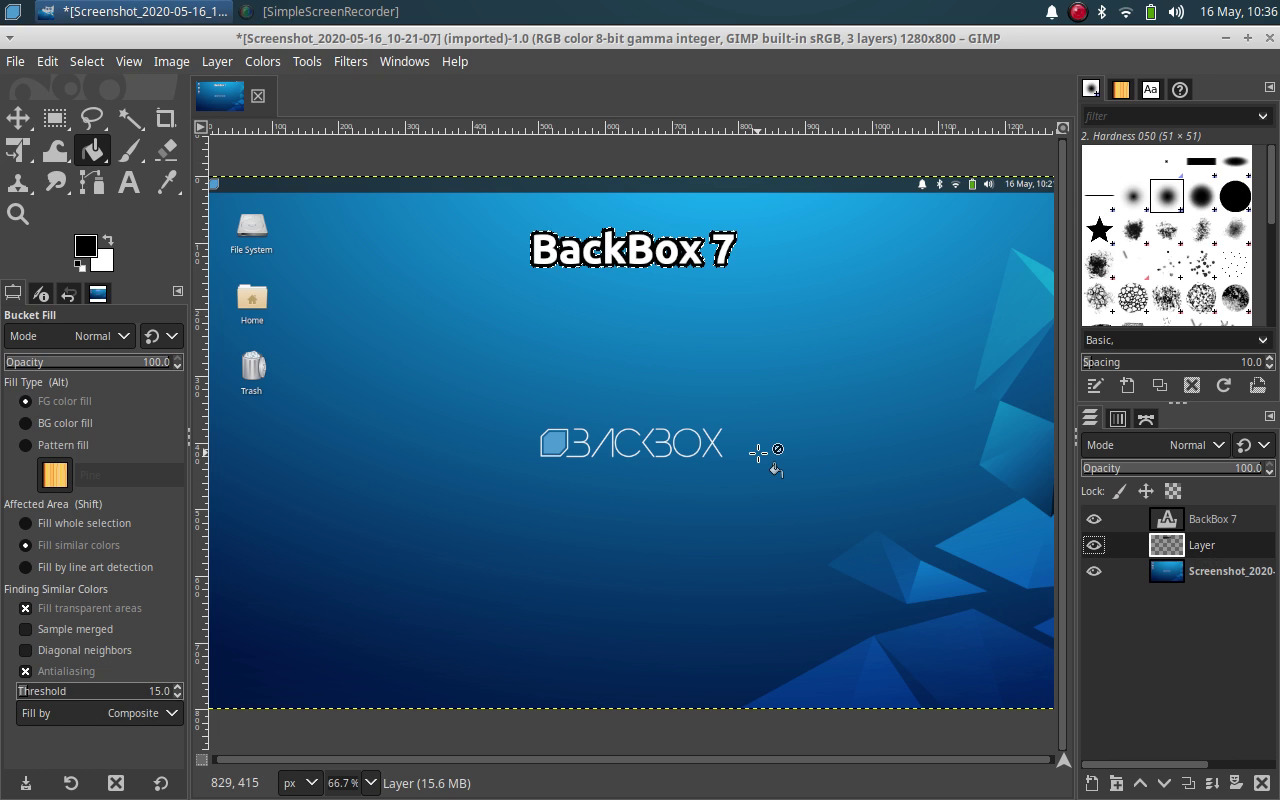 *[Screenshot_2020-05-16_1... [SimpleScreenRecorder] 16 May, 10:36
*[Screenshot_2020-05-16_10-21-07] (imported)-1.0 (RGB color 8-bit gamma integer, GIMP built-in sRGB, 3 layers) 1280x800 – GIMP
File Edit Select View Image Layer Colors Tools Filters Windows Help
Aa
filter
2. Hardness 050 (51 × 51)
0 100 200 300 400 500 600 700 800 900 1000 1100 1200
16 May, 10:2
File System
BackBox 7
Home
Trash
BACKBOX
Bucket Fill
Mode Normal
Opacity 100.0
Fill Type (Alt)
FG color fill
BG color fill
Pattern fill
Pine
Affected Area (Shift)
Fill whole selection
Fill similar colors
Fill by line art detection
Finding Similar Colors
Fill transparent areas
Sample merged
Diagonal neighbors
Antialiasing
Threshold 15.0
Fill by Composite
Basic,
Spacing 10.0
Mode Normal
Opacity 100.0
Lock:
BackBox 7
Layer
Screenshot_2020-
829, 415 px 66.7 % Layer (15.6 MB)